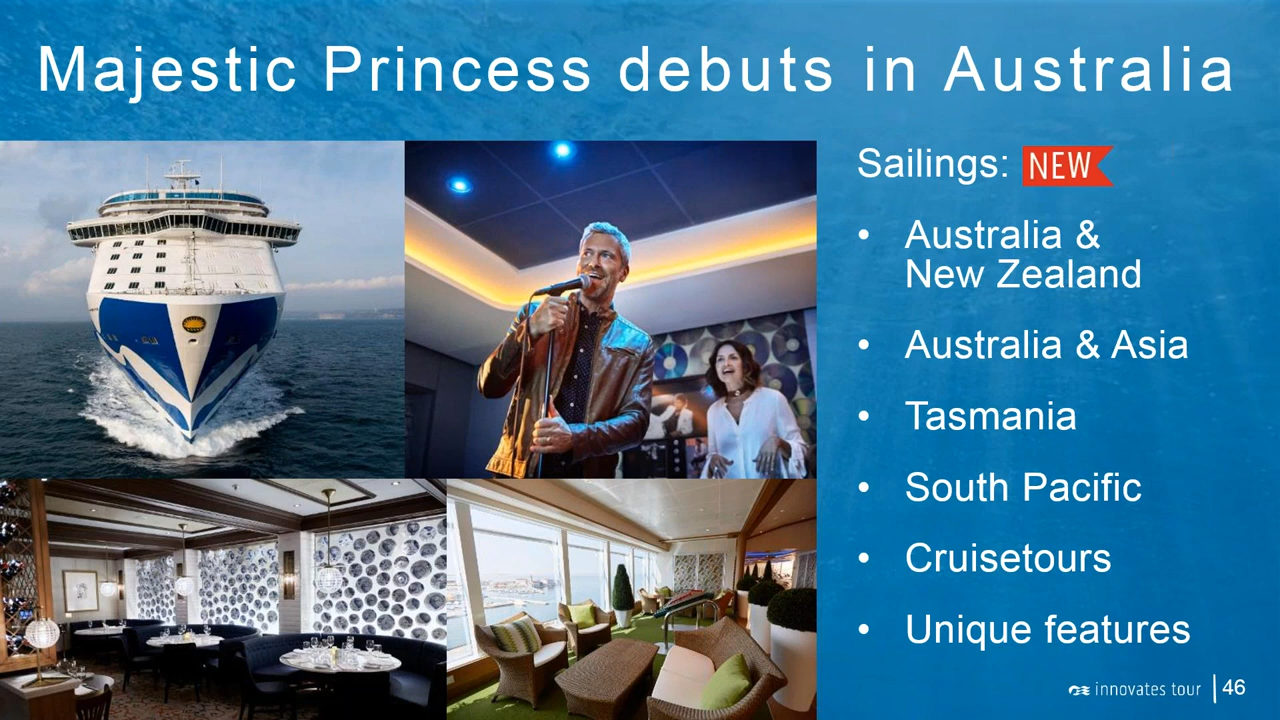 Majestic Princess debuts in Australia
Sailings: NEW
• Australia &
New Zealand
• Australia & Asia
• Tasmania
• South Pacific
• Cruisetours
• Unique features
innovates tour | 46